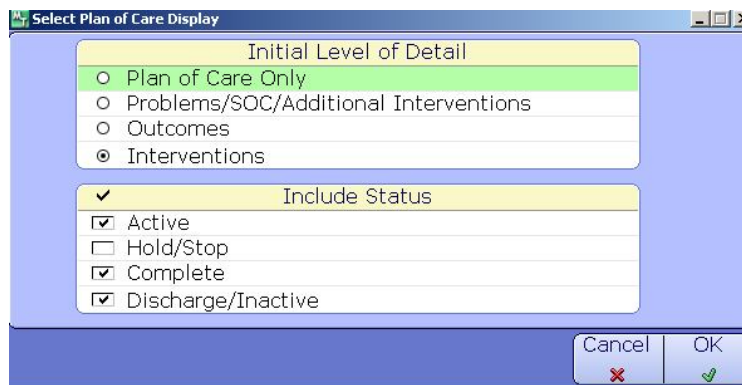 Select Plan of Care Display
Initial Level of Detail
Plan of Care Only
Problems/SOC/Additional Interventions
Outcomes
Interventions
Include Status
Active
Hold/Stop
Complete
Discharge/Inactive
Cancel OK